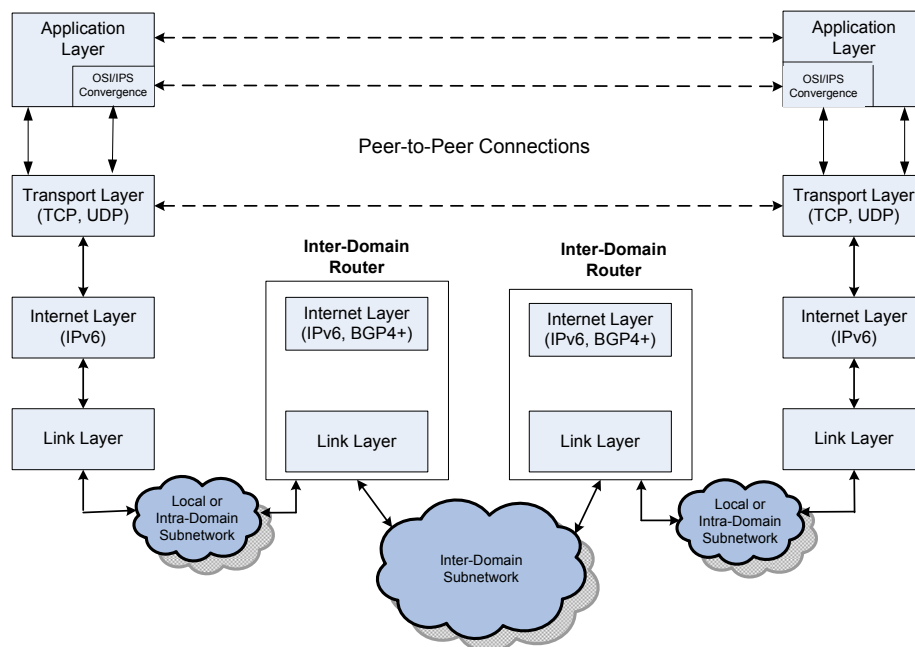 Application
Layer
OSI/IPS
Convergence
Application
Layer
OSI/IPS
Convergence
Peer-to-Peer Connections
Transport Layer
(TCP, UDP)
Transport Layer
(TCP, UDP)
Inter-Domain
Router
Inter-Domain
Router
Internet Layer
(IPv6)
Internet Layer
(IPv6, BGP4+)
Internet Layer
(IPv6, BGP4+)
Internet Layer
(IPv6)
Link Layer
Link Layer
Link Layer
Link Layer
Local or
Intra-Domain
Subnetwork
Inter-Domain
Subnetwork
Local or
Intra-Domain
Subnetwork